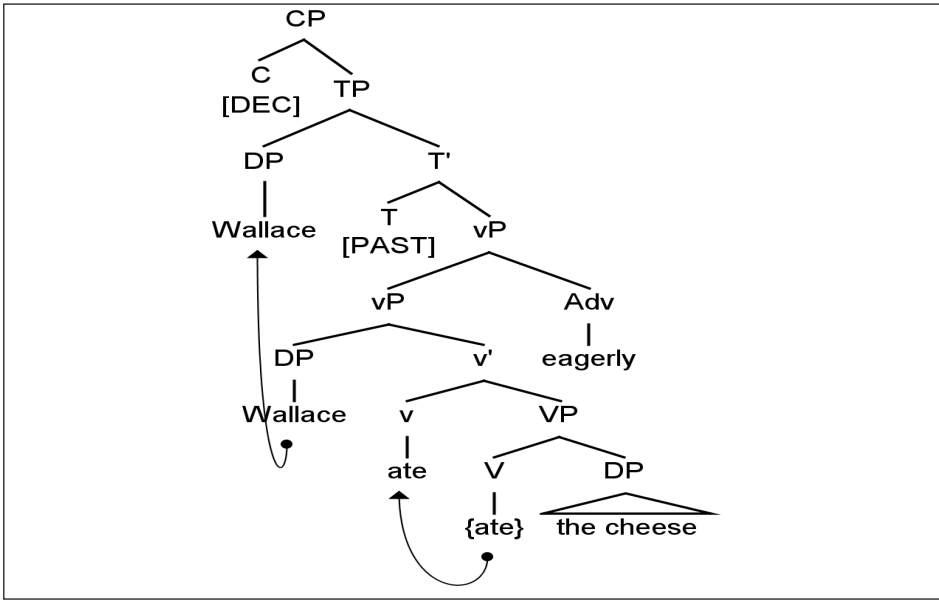 CP
C
TP
[DEC]
DP T'
Wallace
T
[PAST]
vP
vP Adv
DP v' eagerly
Wallace v VP
ate V DP
{ate} the cheese